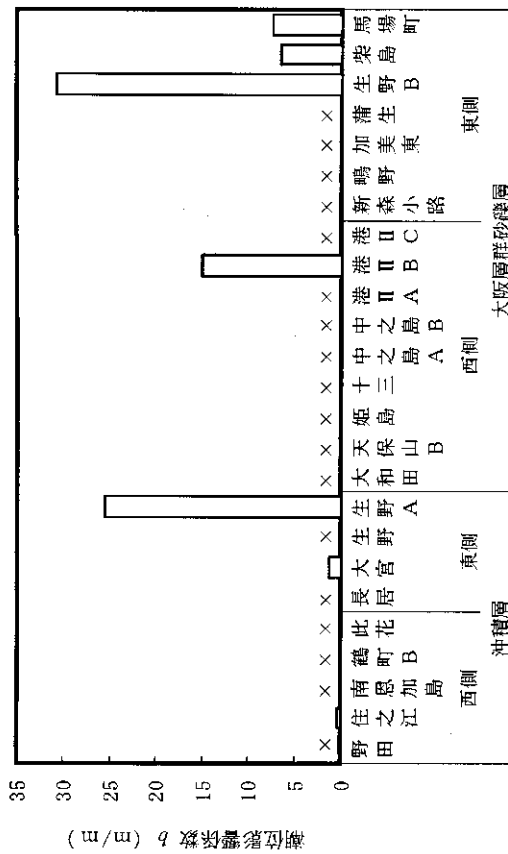 潮位影響係数 b (m/m)
35
30
25
20
15
10
5
0
野田
住之江
南恩加島
鶴町B
此花
長居
大宮
生野
生野A
大和田
天保山B
姫島
十三
中之島A
中之島B
港ⅡA
港ⅡB
港ⅡC
新森小路
鴫野
加美東
蒲生
生野B
柴島
馬場町
西側
東側
西側
東側
沖積層
大阪層群砂礫層